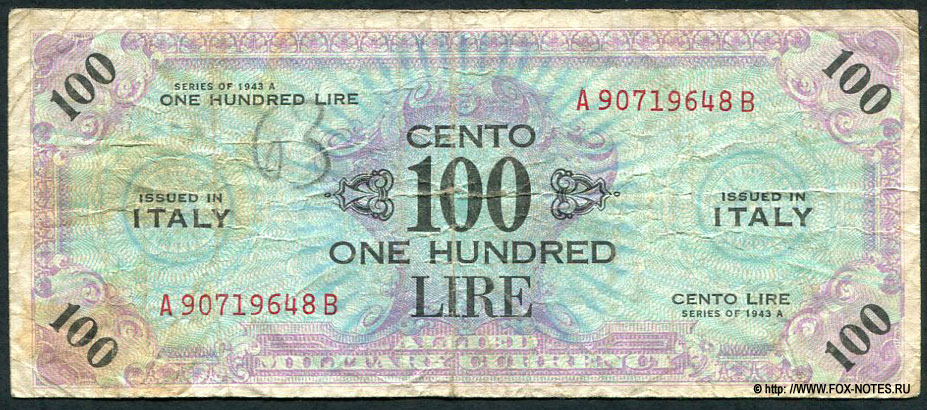 100
100
SERIES OF 1943 A
ONE HUNDRED LIRE
A 90719648 B
63
CENTO
100
ISSUED IN
ITALY
ISSUED IN
ITALY
ONE HUNDRED
LIRE
A 90719648 B
CENTO LIRE
SERIES OF 1943 A
100
100
ALLIED
MILITARY CURRENCY
© http://WWW.FOX-NOTES.RU